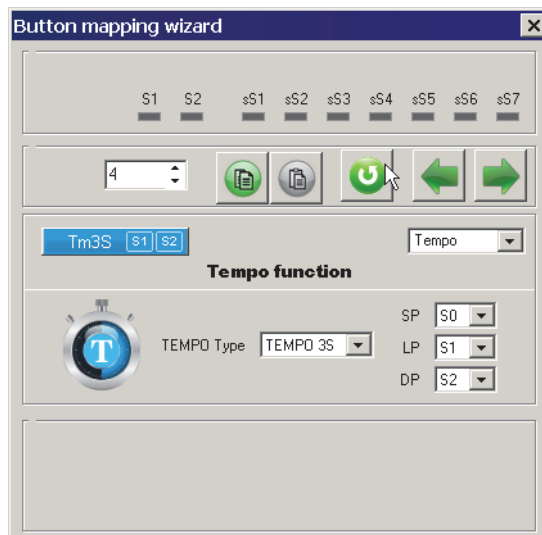 Button mapping wizard
S1 S2 sS1 sS2 sS3 sS4 sS5 sS6 sS7
4
Tm3S S1 S2 Tempo
Tempo function
T
SP S0
TEMPO Type TEMPO 3S LP S1
DP S2